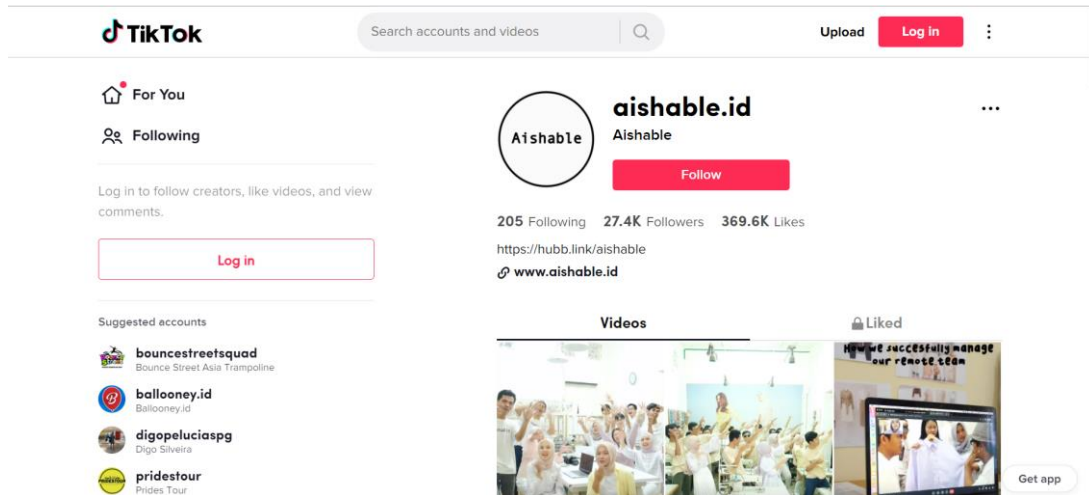 TikTok
Search accounts and videos
Upload
Log in
For You
Following
Log in to follow creators, like videos, and view
comments.
Log in
Suggested accounts
bouncestreetsquad
Bounce Street Asia Trampoline
ballooney.id
Ballooney.id
digopeluciaspg
Digo Silveira
pridestour
Prides Tour
Aishable
aishable.id
Aishable
Follow
205 Following 27.4K Followers 369.6K Likes
https://hubb.link/aishable
www.aishable.id
Videos
Liked
How we succesfully manage
our remote team
Get app